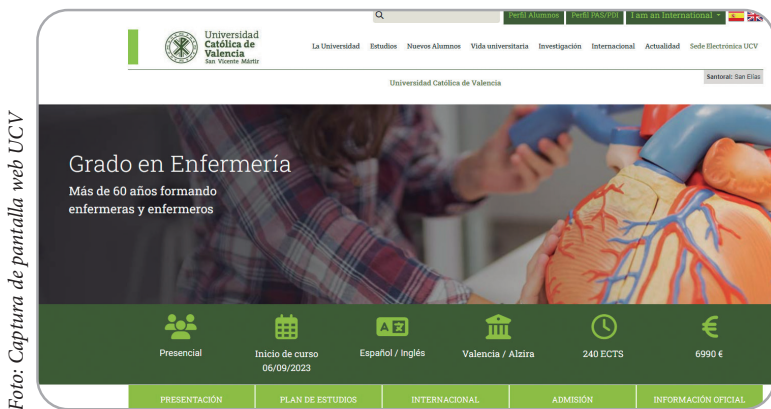 Foto: Captura de pantalla web UCV
Perfil Alumnos Perfil PAS/PDI I am an International
Universidad
Católica de
Valencia
San Vicente Mártir
La Universidad Estudios Nuevos Alumnos Vida universitaria Investigación Internacional Actualidad Sede Electrónica UCV
Universidad Católica de Valencia
Santoral: San Elías
Grado en Enfermería
Más de 60 años formando
enfermeras y enfermeros
Presencial
Inicio de curso
06/09/2023
Español / Inglés
Valencia / Alzira
240 ECTS
6990 €
PRESENTACIÓN
PLAN DE ESTUDIOS
INTERNACIONAL
ADMISIÓN
INFORMACIÓN OFICIAL